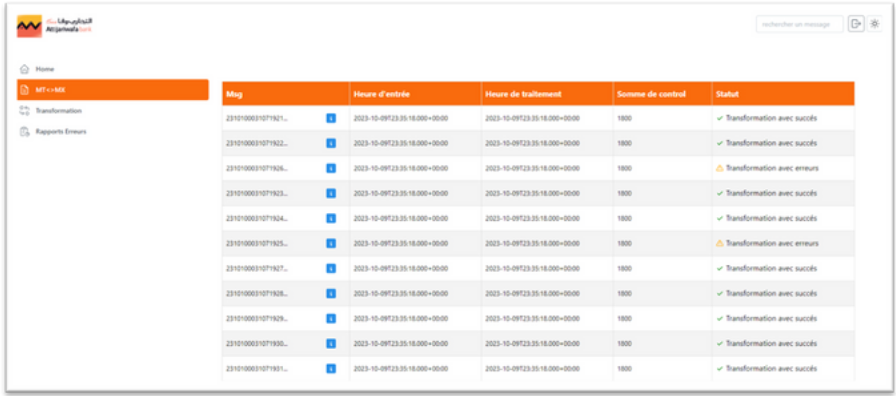 التجاري وفا بنك
Attijariwafa bank
rechercher un message
Home
MT<=>MX
Transformation
Rapports Erreurs
Msg Heure d'entrée Heure de traitement Somme de control Statut
2310100031071921... i 2023-10-09T23:35:18.000+00:00 2023-10-09T23:35:18.000+00:00 1800 Transformation avec succés
2310100031071922... i 2023-10-09T23:35:18.000+00:00 2023-10-09T23:35:18.000+00:00 1800 Transformation avec succés
2310100031071926... i 2023-10-09T23:35:18.000+00:00 2023-10-09T23:35:18.000+00:00 1800 Transformation avec erreurs
2310100031071923... i 2023-10-09T23:35:18.000+00:00 2023-10-09T23:35:18.000+00:00 1800 Transformation avec succés
2310100031071924... i 2023-10-09T23:35:18.000+00:00 2023-10-09T23:35:18.000+00:00 1800 Transformation avec succés
2310100031071925... i 2023-10-09T23:35:18.000+00:00 2023-10-09T23:35:18.000+00:00 1800 Transformation avec erreurs
2310100031071927... i 2023-10-09T23:35:18.000+00:00 2023-10-09T23:35:18.000+00:00 1800 Transformation avec succés
2310100031071928... i 2023-10-09T23:35:18.000+00:00 2023-10-09T23:35:18.000+00:00 1800 Transformation avec succés
2310100031071929... i 2023-10-09T23:35:18.000+00:00 2023-10-09T23:35:18.000+00:00 1800 Transformation avec succés
2310100031071930... i 2023-10-09T23:35:18.000+00:00 2023-10-09T23:35:18.000+00:00 1800 Transformation avec succés
2310100031071931... i 2023-10-09T23:35:18.000+00:00 2023-10-09T23:35:18.000+00:00 1800 Transformation avec succés